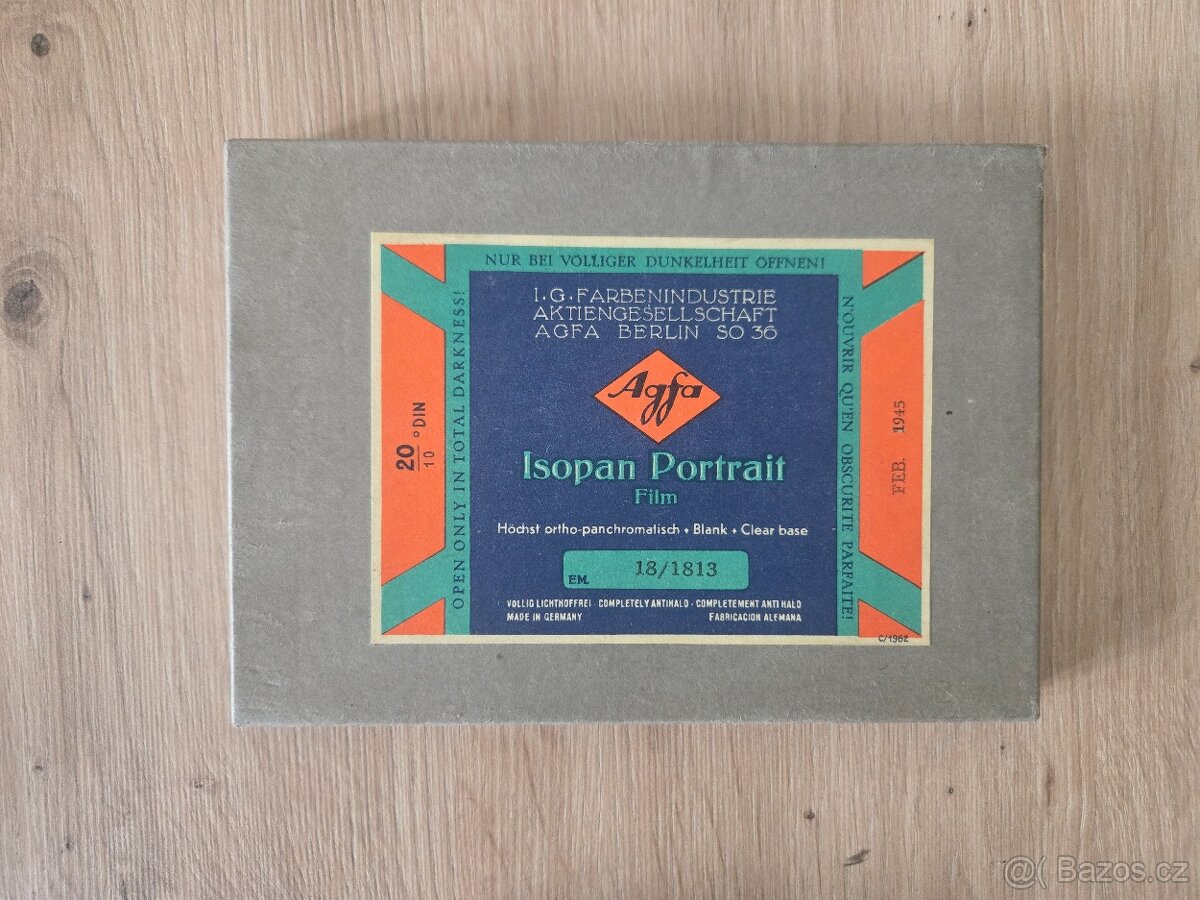 NUR BEI VÖLLIGER DUNKELHEIT ÖFFNEN!
OPEN ONLY IN TOTAL DARKNESS!
N'OUVRIR QU'EN OBSCURITE PARFAITE!
20/10 °DIN
I.G. FARBENINDUSTRIE
AKTIENGESELLSCHAFT
AGFA BERLIN SO 36
Agfa
Isopan Portrait
Film
Höchst ortho-panchromatisch • Blank • Clear base
EM. 18/1813
VÖLLIG LICHTHOFFREI - COMPLETELY ANTIHALO - COMPLETEMENT ANTI HALO
MADE IN GERMANY FABRICACION ALEMANA
FEB. 1945
C/1962
@( Bazos.cz